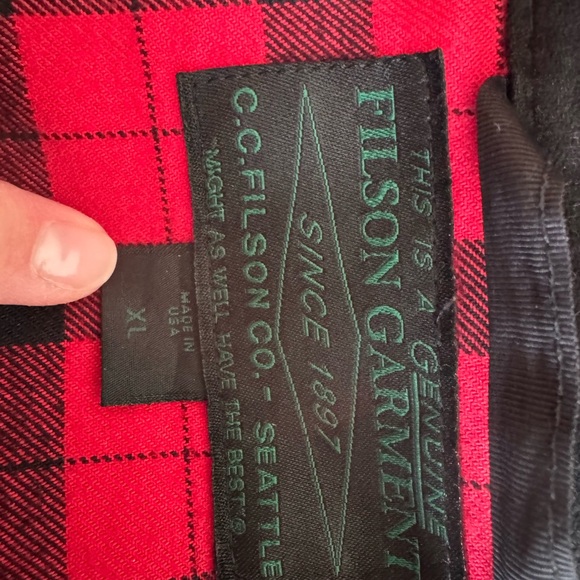 THIS IS A GENUINE
FILSON GARMENT
SINCE 1897
C.C. FILSON CO. - SEATTLE
"MIGHT AS WELL HAVE THE BEST"®
MADE IN
USA
XL